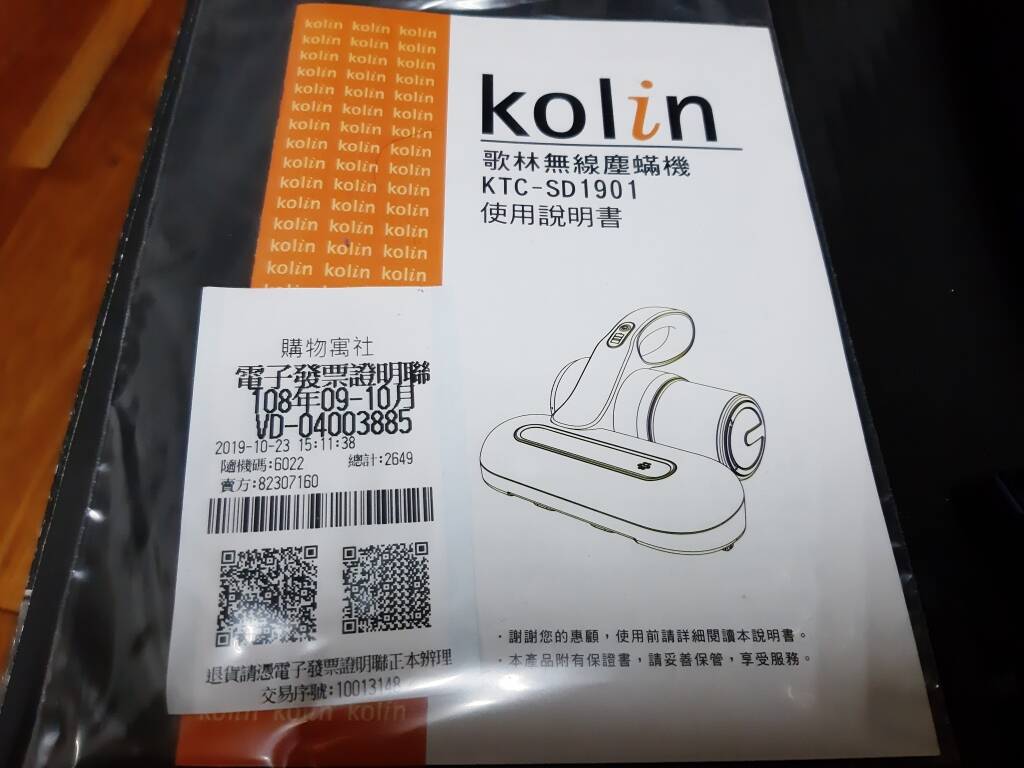 kolin kolin kolin
kolin kolin kolin
kolin kolin kolin
kolin kolin kolin
kolin kolin kolin
kolin kolin kolin
kolin kolin kolin
kolin kolin kolin
kolin kolin kolin
kolin kolin kolin
kolin kolin kolin
kolin kolin kolin
kolin kolin kolin
kolin kolin kolin
kolin
歌林無線塵蟎機
KTC-SD1901
使用說明書
購物寓社
電子發票證明聯
108年09-10月
VD-04003885
2019-10-23 15:11:38
隨機碼:6022 總計:2649
賣方:82307160
退貨請憑電子發票證明聯正本辦理
交易序號:10013148
kolin kolin kolin
·謝謝您的惠顧,使用前請詳細閱讀本說明書。
·本產品附有保證書,請妥善保管,享受服務。